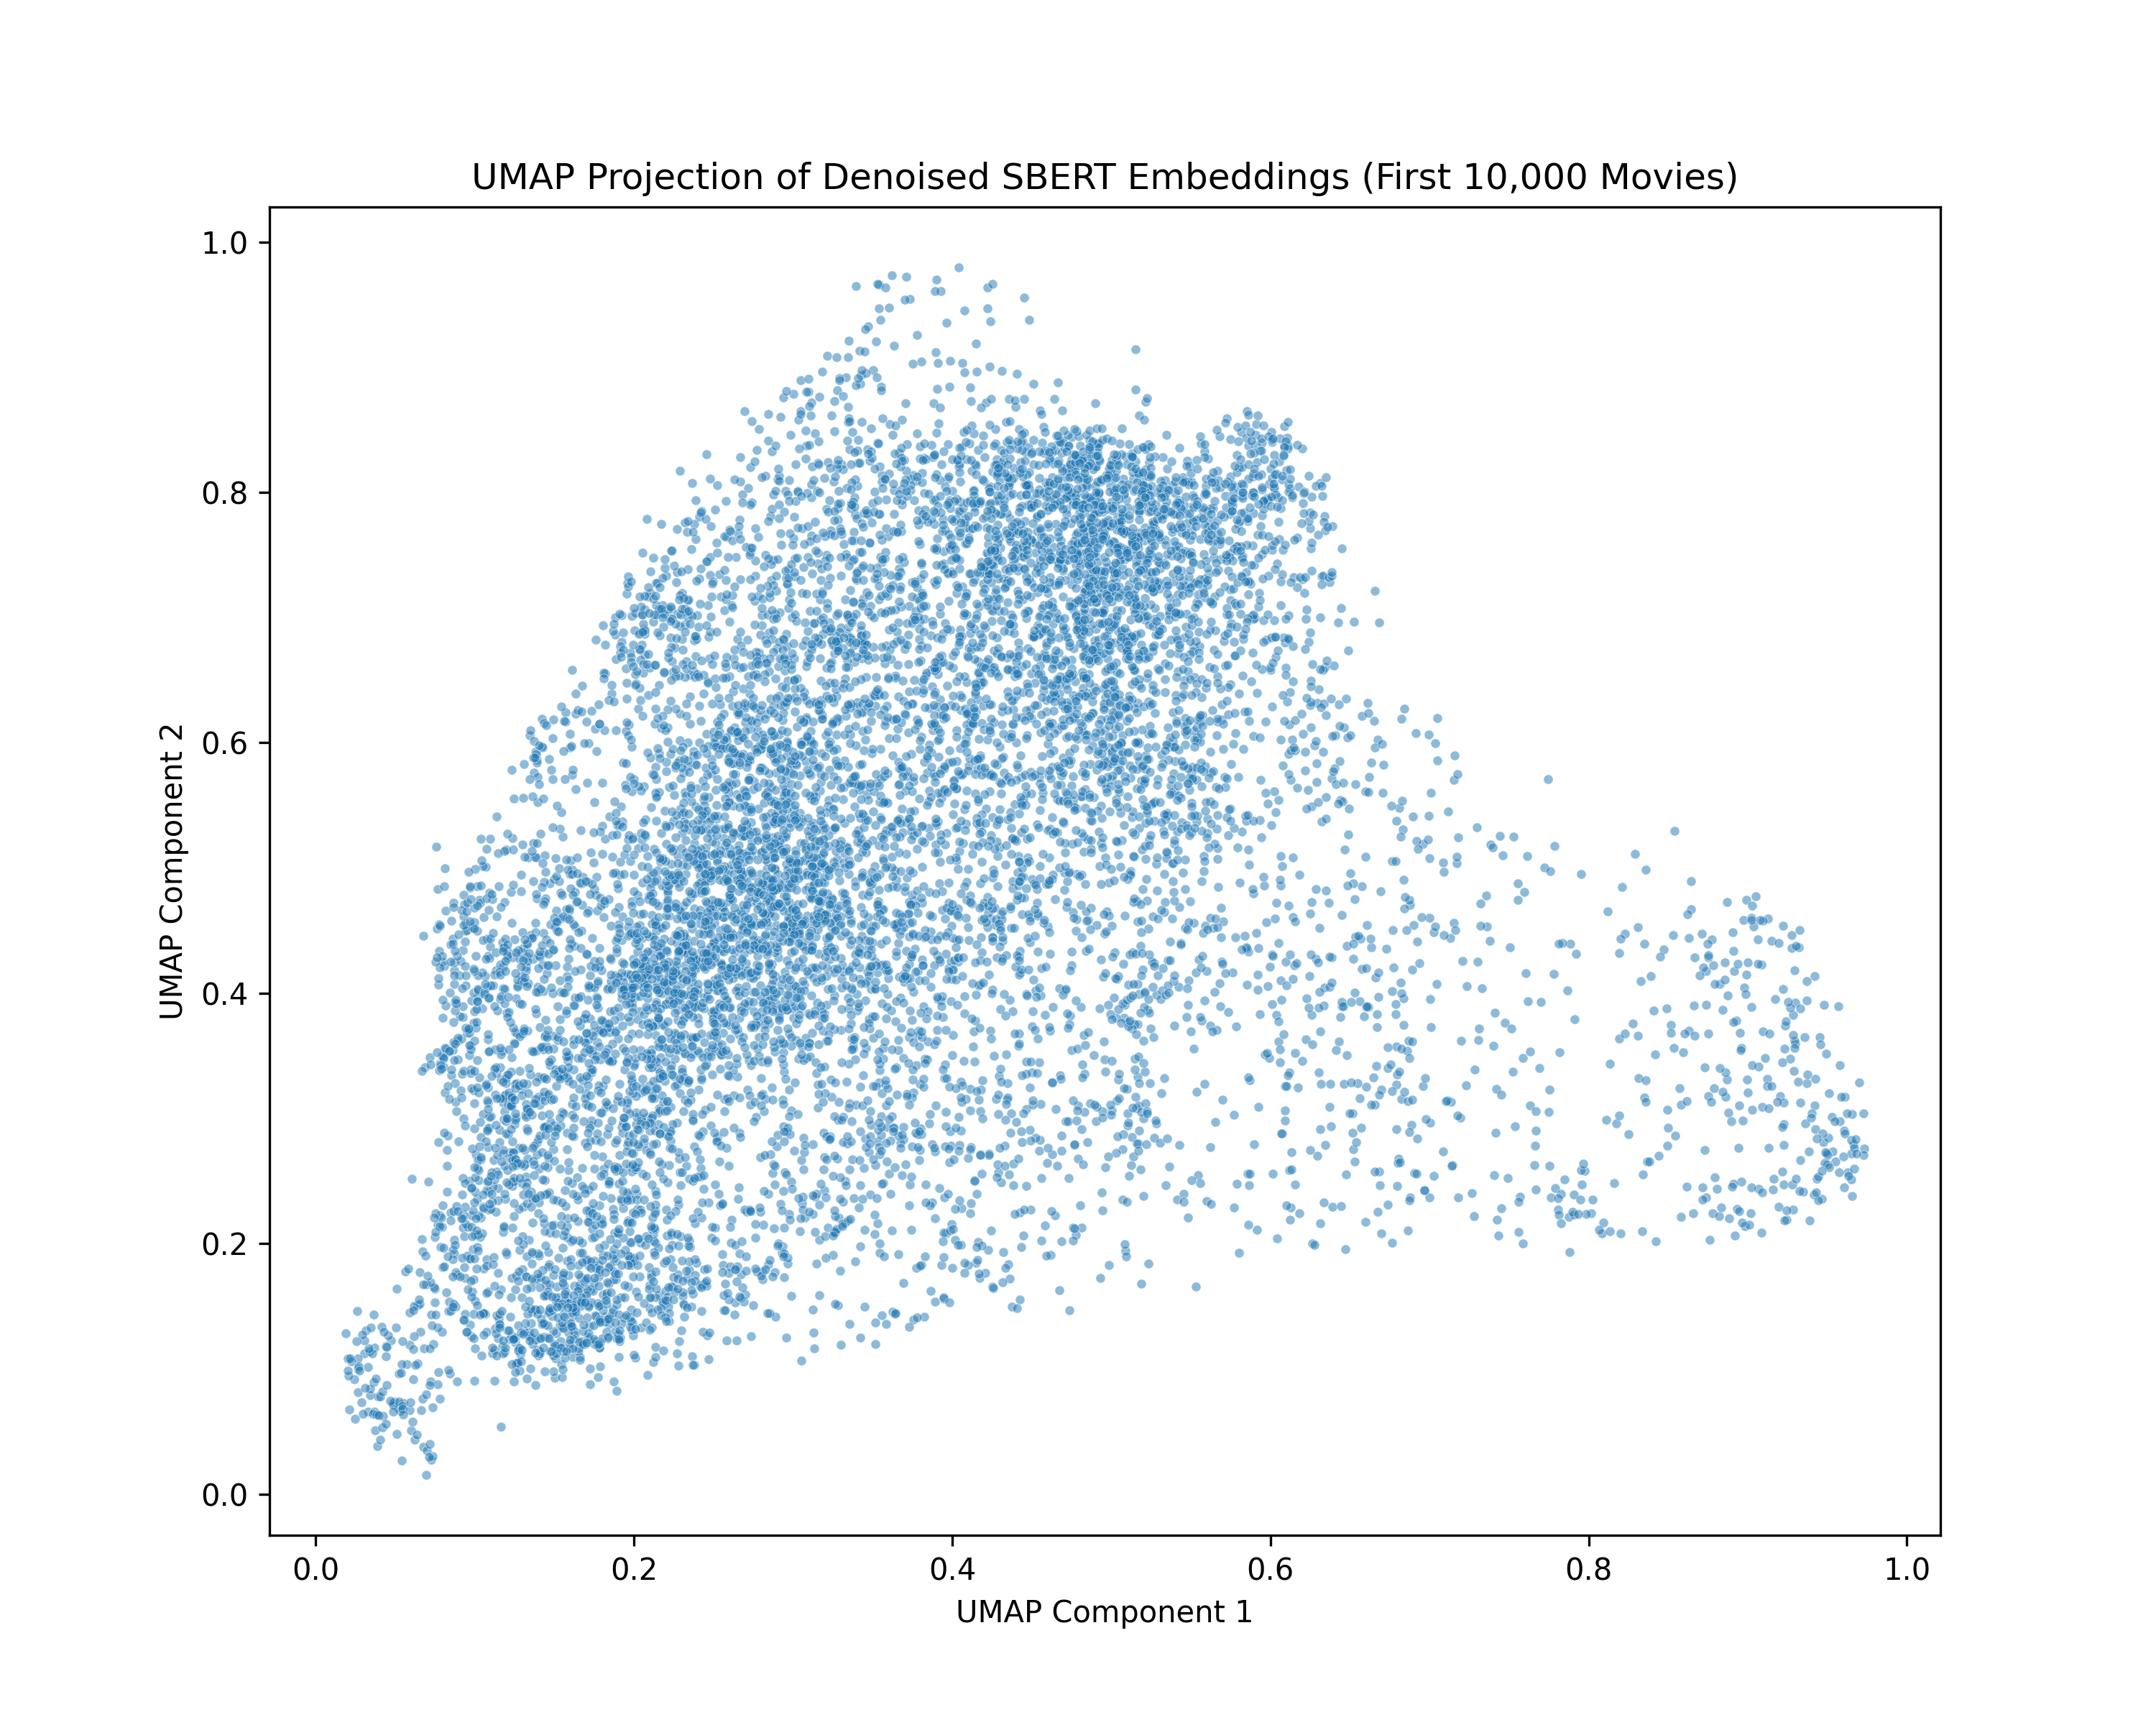 UMAP Projection of Denoised SBERT Embeddings (First 10,000 Movies)
1.0
0.8
0.6
0.4
0.2
0.0
UMAP Component 2
0.0 0.2 0.4 0.6 0.8 1.0
UMAP Component 1